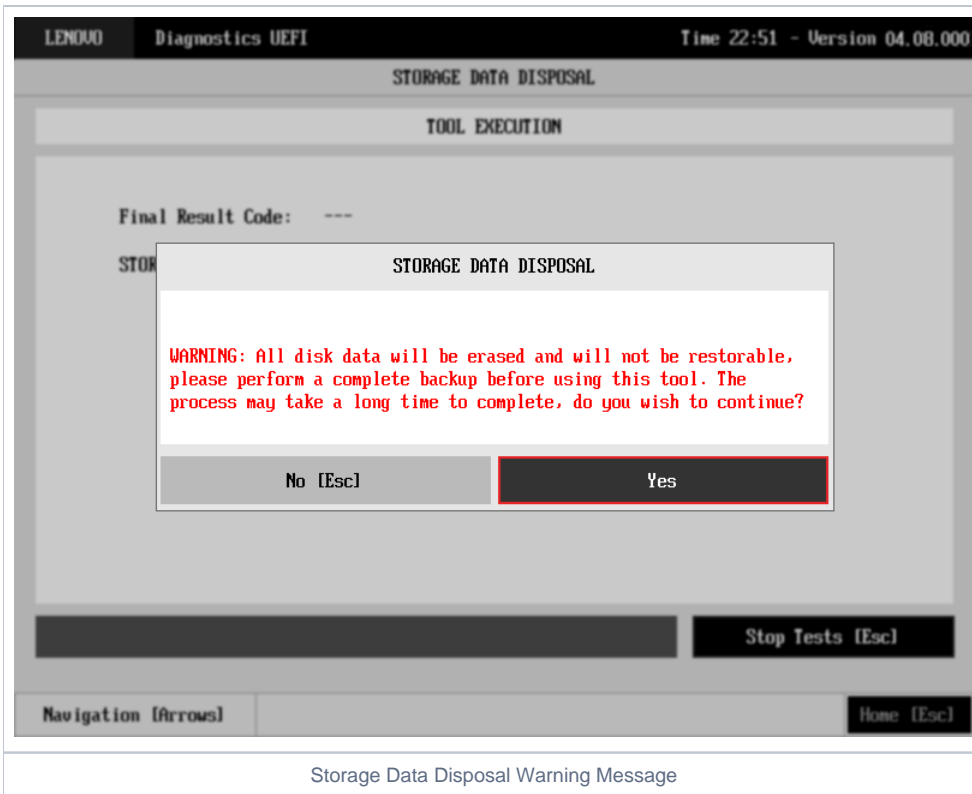 LENOVO Diagnostics UEFI Time 22:51 - Version 04.08.000
STORAGE DATA DISPOSAL
TOOL EXECUTION
Final Result Code: ---
STOR
STORAGE DATA DISPOSAL
WARNING: All disk data will be erased and will not be restorable,
please perform a complete backup before using this tool. The
process may take a long time to complete, do you wish to continue?
No [Esc] Yes
Stop Tests [Esc]
Navigation [Arrows] Home [Esc]
Storage Data Disposal Warning Message